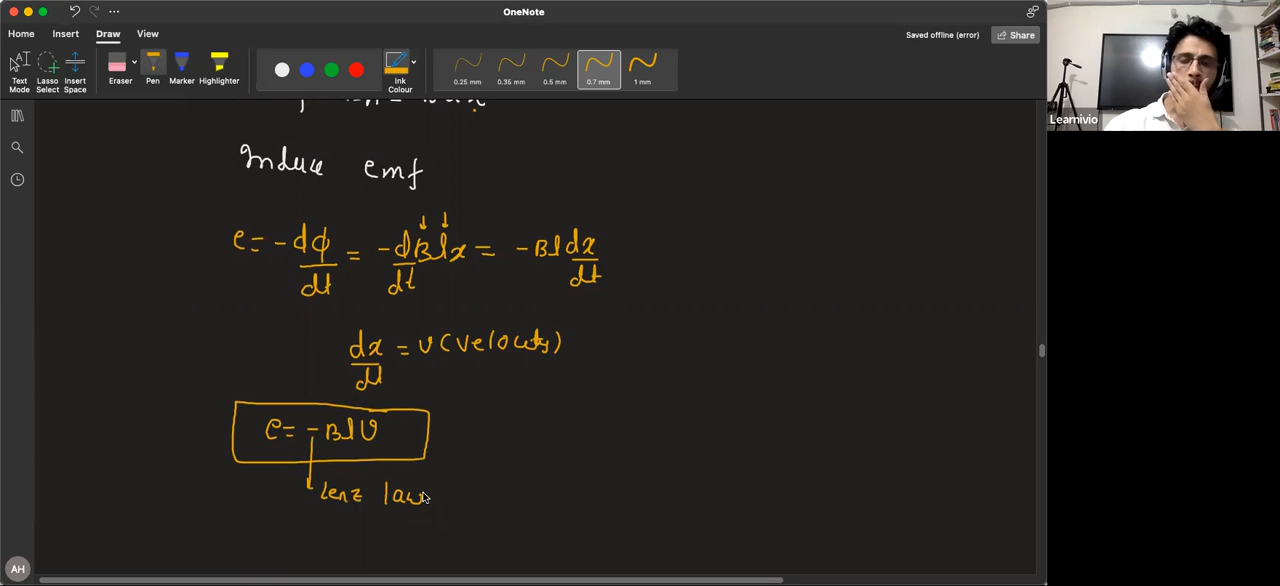 OneNote
Home Insert Draw View
Saved offline (error) Share
Text Mode
Lasso Select
Insert Space
Eraser
Pen
Marker
Highlighter
Ink Colour
0.25 mm 0.35 mm 0.5 mm 0.7 mm 1 mm
Learnivio
Induce emf
e = -dφ/dt = -d/dt Blx = -Bl dx/dt
dx/dt = v (velocity)
e = -Blv
lenz law
AH